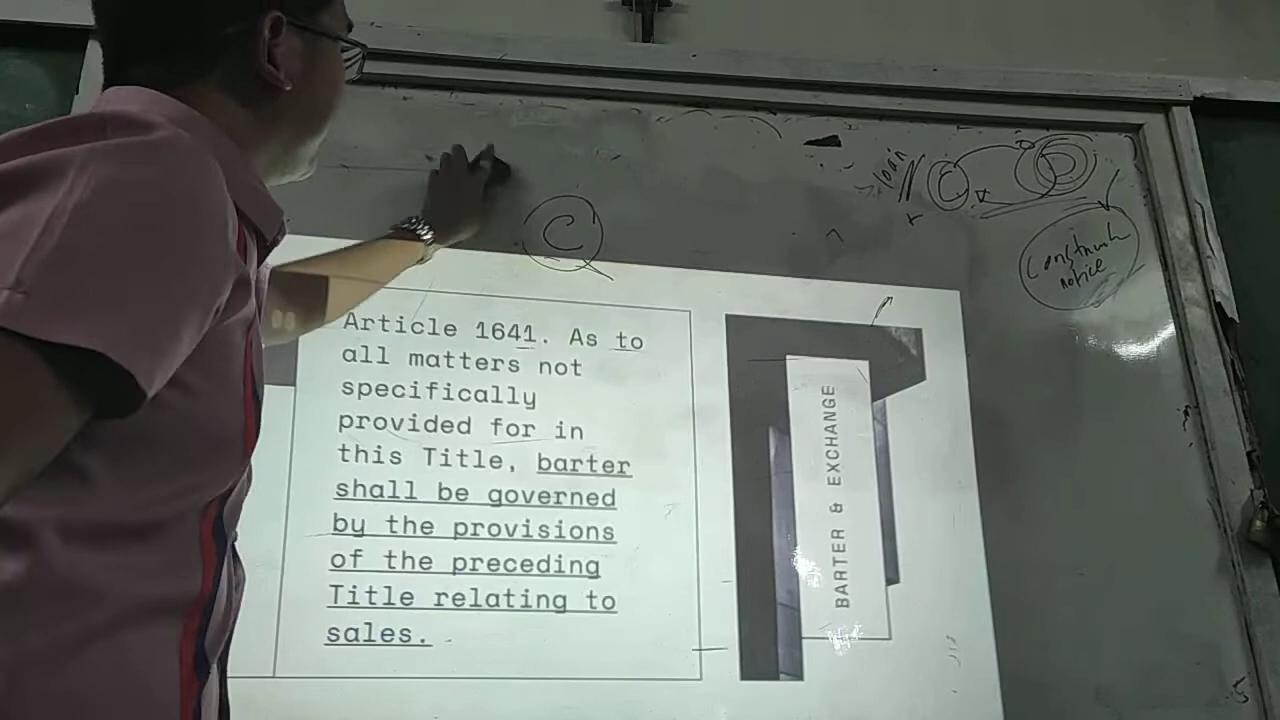 loan
C
Constructive
notice
C
Article 1641. As to
all matters not
specifically
provided for in
this Title, barter
shall be governed
by the provisions
of the preceding
Title relating to
sales.
BARTER & EXCHANGE